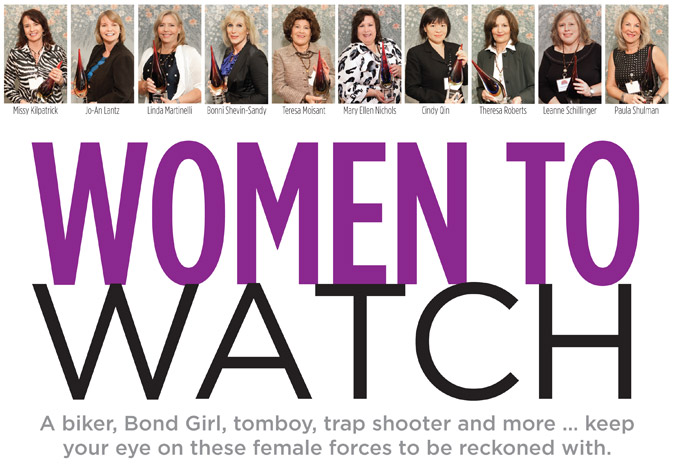 Missy Kilpatrick Jo-An Lantz Linda Martinelli Bonni Shevin-Sandy Teresa Moisant Mary Ellen Nichols Cindy Qin Theresa Roberts Leanne Schillinger Paula Shulman
WOMEN TO
WATCH
A biker, Bond Girl, tomboy, trap shooter and more ... keep
your eye on these female forces to be reckoned with.